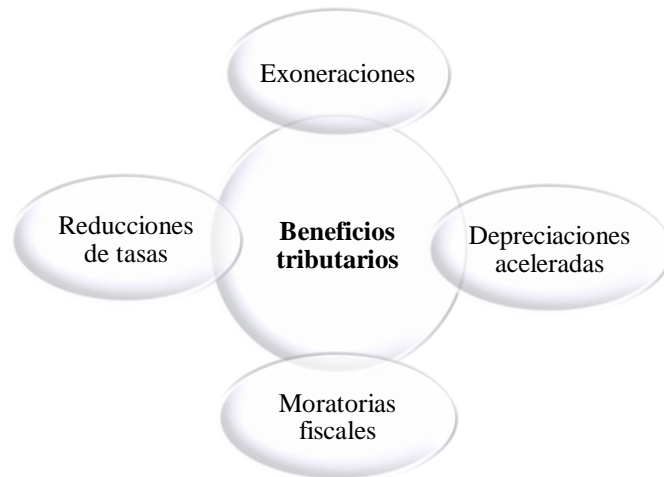 Exoneraciones
Reducciones
de tasas
Beneficios
tributarios
Depreciaciones
aceleradas
Moratorias
fiscales